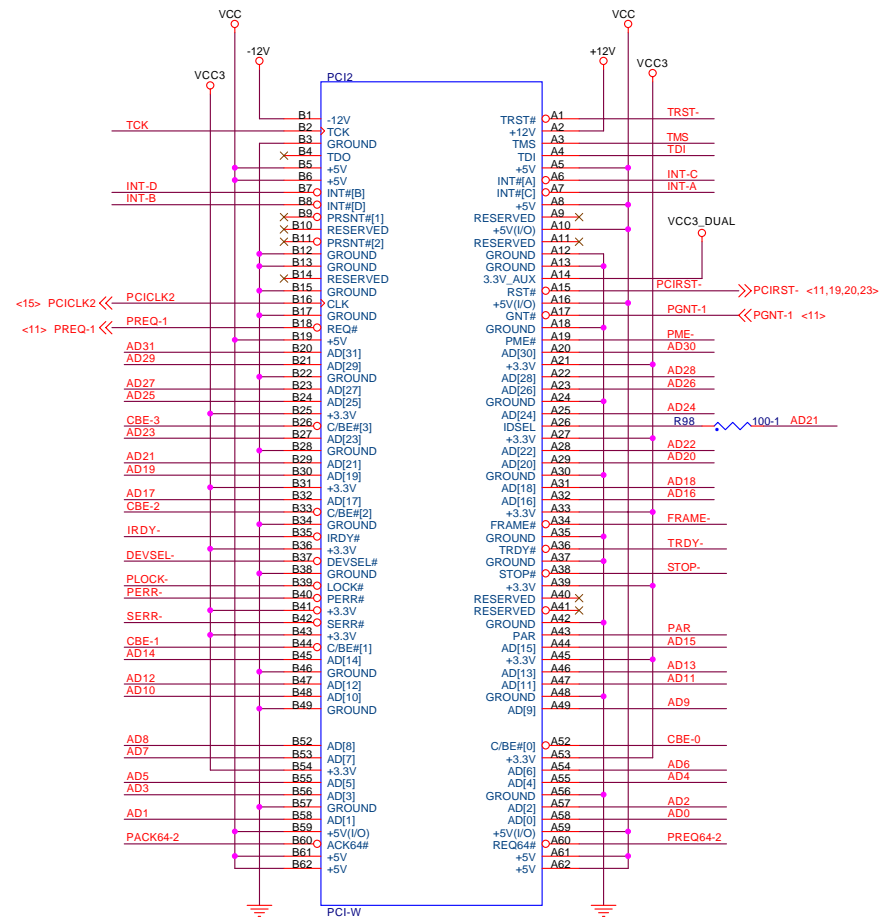 VCC VCC
-12V +12V
VCC3 VCC3
PCI2
B1 -12V TRST# A1 TRST-
TCK B2 TCK +12V A2
B3 GROUND TMS A3 TMS
B4 TDO TDI A4 TDI
B5 +5V +5V A5
B6 +5V INT#[A] A6 INT-C
INT-D B7 INT#[B] INT#[C] A7 INT-A
INT-B B8 INT#[D] +5V A8
B9 PRSNT#[1] RESERVED A9
B10 RESERVED +5V(I/O) A10
VCC3_DUAL
B11 PRSNT#[2] RESERVED A11
B12 GROUND GROUND A12
B13 GROUND GROUND A13
B14 RESERVED 3.3V_AUX A14
B15 GROUND RST# A15 PCIRST- PCIRST- <11,19,20,23>
<15> PCICLK2 PCICLK2 B16 CLK +5V(I/O) A16
B17 GROUND GNT# A17 PGNT-1 PGNT-1 <11>
<11> PREQ-1 PREQ-1 B18 REQ# GROUND A18
B19 +5V PME# A19 PME-
AD31 B20 AD[31] AD[30] A20 AD30
AD29 B21 AD[29] +3.3V A21
B22 GROUND AD[28] A22 AD28
AD27 B23 AD[27] AD[26] A23 AD26
AD25 B24 AD[25] GROUND A24
B25 +3.3V AD[24] A25 AD24
CBE-3 B26 C/BE#[3] IDSEL A26 R98 100-1 AD21
AD23 B27 AD[23] +3.3V A27
B28 GROUND AD[22] A28 AD22
AD21 B29 AD[21] AD[20] A29 AD20
AD19 B30 AD[19] GROUND A30
B31 +3.3V AD[18] A31 AD18
AD17 B32 AD[17] AD[16] A32 AD16
CBE-2 B33 C/BE#[2] +3.3V A33
B34 GROUND FRAME# A34 FRAME-
IRDY- B35 IRDY# GROUND A35
B36 +3.3V TRDY# A36 TRDY-
DEVSEL- B37 DEVSEL# GROUND A37
B38 GROUND STOP# A38 STOP-
PLOCK- B39 LOCK# +3.3V A39
PERR- B40 PERR# RESERVED A40
B41 +3.3V RESERVED A41
SERR- B42 SERR# GROUND A42
B43 +3.3V PAR A43 PAR
CBE-1 B44 C/BE#[1] AD[15] A44 AD15
AD14 B45 AD[14] +3.3V A45
B46 GROUND AD[13] A46 AD13
AD12 B47 AD[12] AD[11] A47 AD11
AD10 B48 AD[10] GROUND A48
B49 GROUND AD[9] A49 AD9
AD8 B52 AD[8] C/BE#[0] A52 CBE-0
AD7 B53 AD[7] +3.3V A53
B54 +3.3V AD[6] A54 AD6
AD5 B55 AD[5] AD[4] A55 AD4
AD3 B56 AD[3] GROUND A56
B57 GROUND AD[2] A57 AD2
AD1 B58 AD[1] AD[0] A58 AD0
B59 +5V(I/O) +5V(I/O) A59
PACK64-2 B60 ACK64# REQ64# A60 PREQ64-2
B61 +5V +5V A61
B62 +5V +5V A62
PCI-W